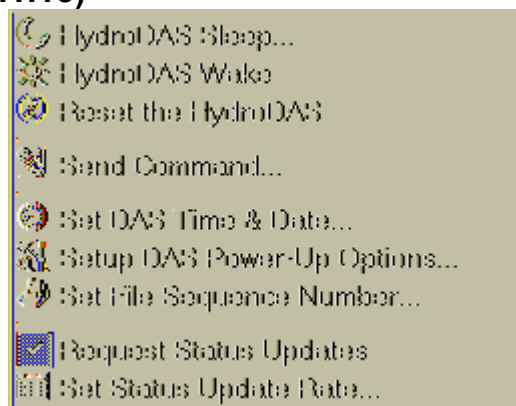 HydroDAS Sleep...
HydroDAS Wake
Reset the HydroDAS
Send Command...
Set DAS Time & Date...
Setup DAS Power-Up Options...
Set File Sequence Number...
Request Status Updates
Set Status Update Rate...